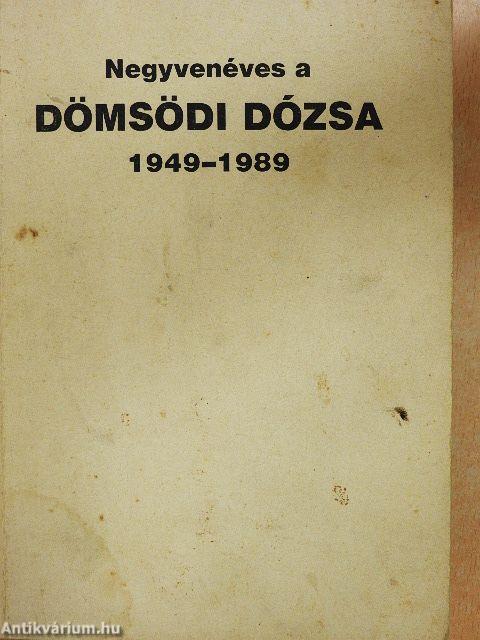 Negyvenéves a
DÖMSÖDI DÓZSA
1949–1989
Antikvárium.hu